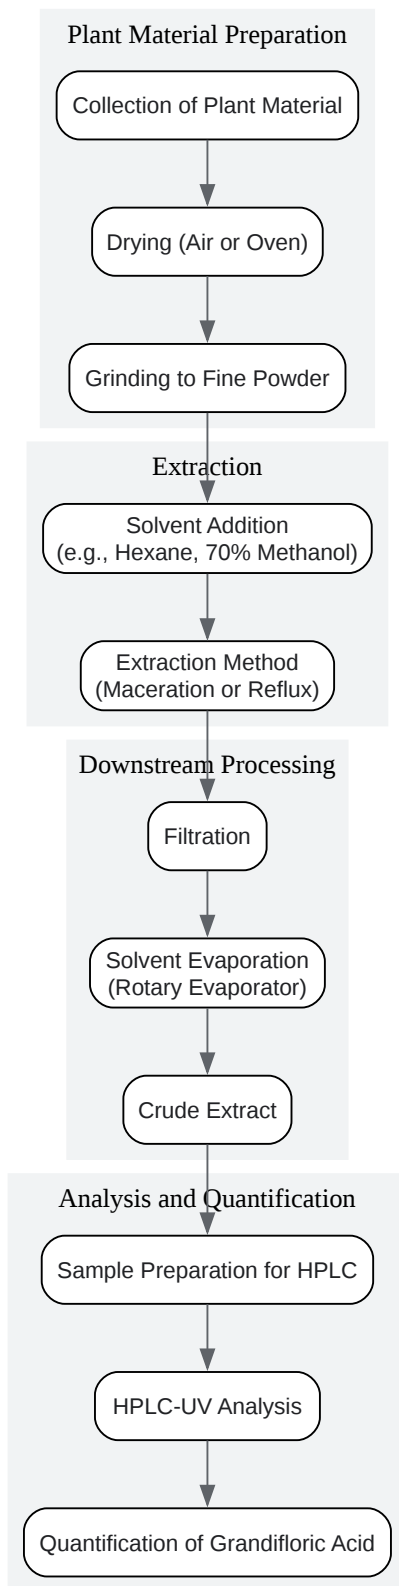 Plant Material Preparation
Collection of Plant Material
Drying (Air or Oven)
Grinding to Fine Powder
Extraction
Solvent Addition
(e.g., Hexane, 70% Methanol)
Extraction Method
(Maceration or Reflux)
Downstream Processing
Filtration
Solvent Evaporation
(Rotary Evaporator)
Crude Extract
Analysis and Quantification
Sample Preparation for HPLC
HPLC-UV Analysis
Quantification of Grandifloric Acid